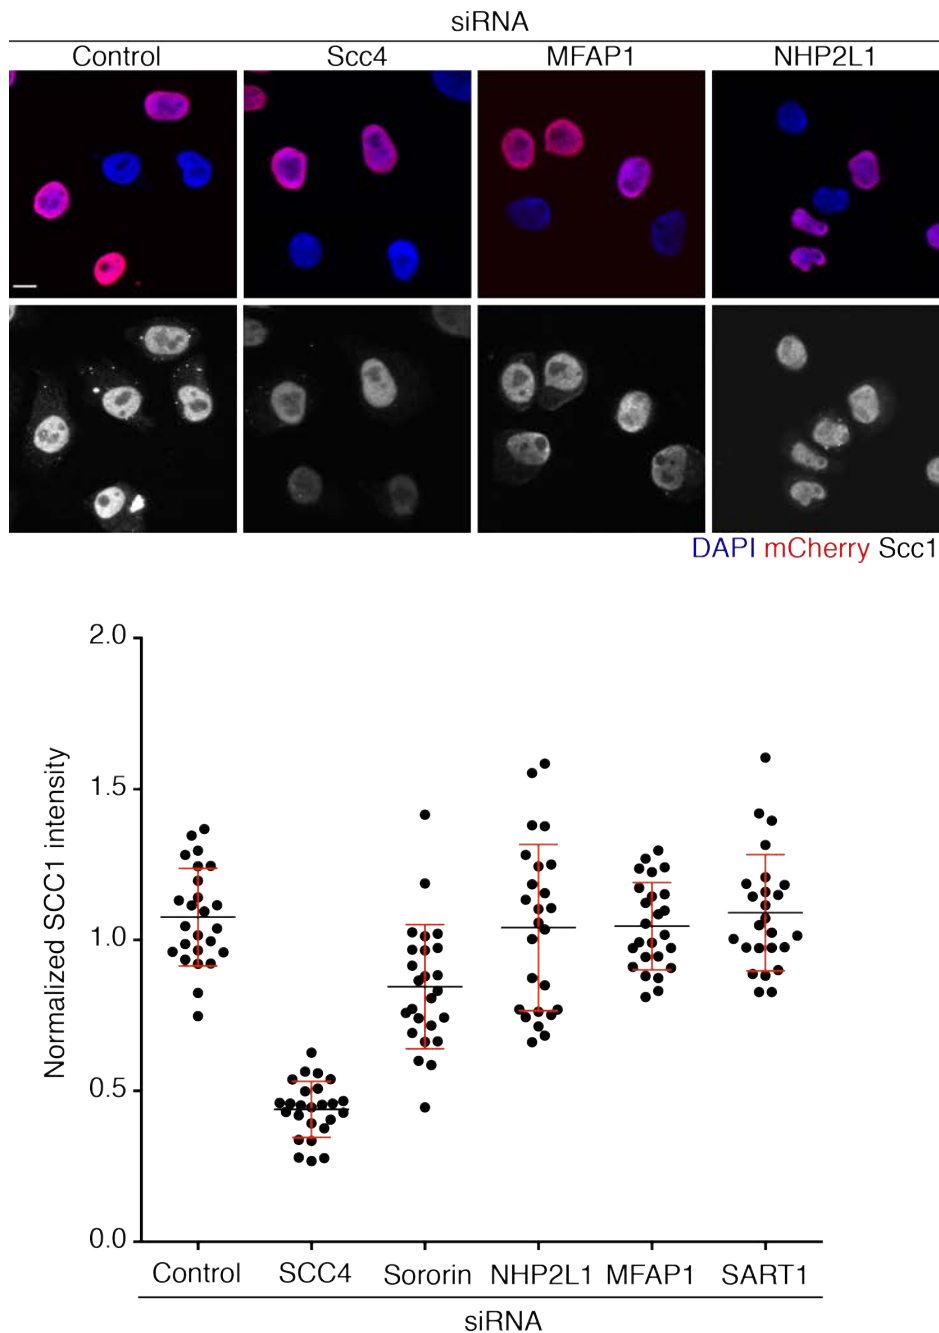 siRNA
Control Scc4 MFAP1 NHP2L1
DAPI mCherry Scc1
2.0
1.5
1.0
0.5
0.0
Normalized SCC1 intensity
Control SCC4 Sororin NHP2L1 MFAP1 SART1
siRNA